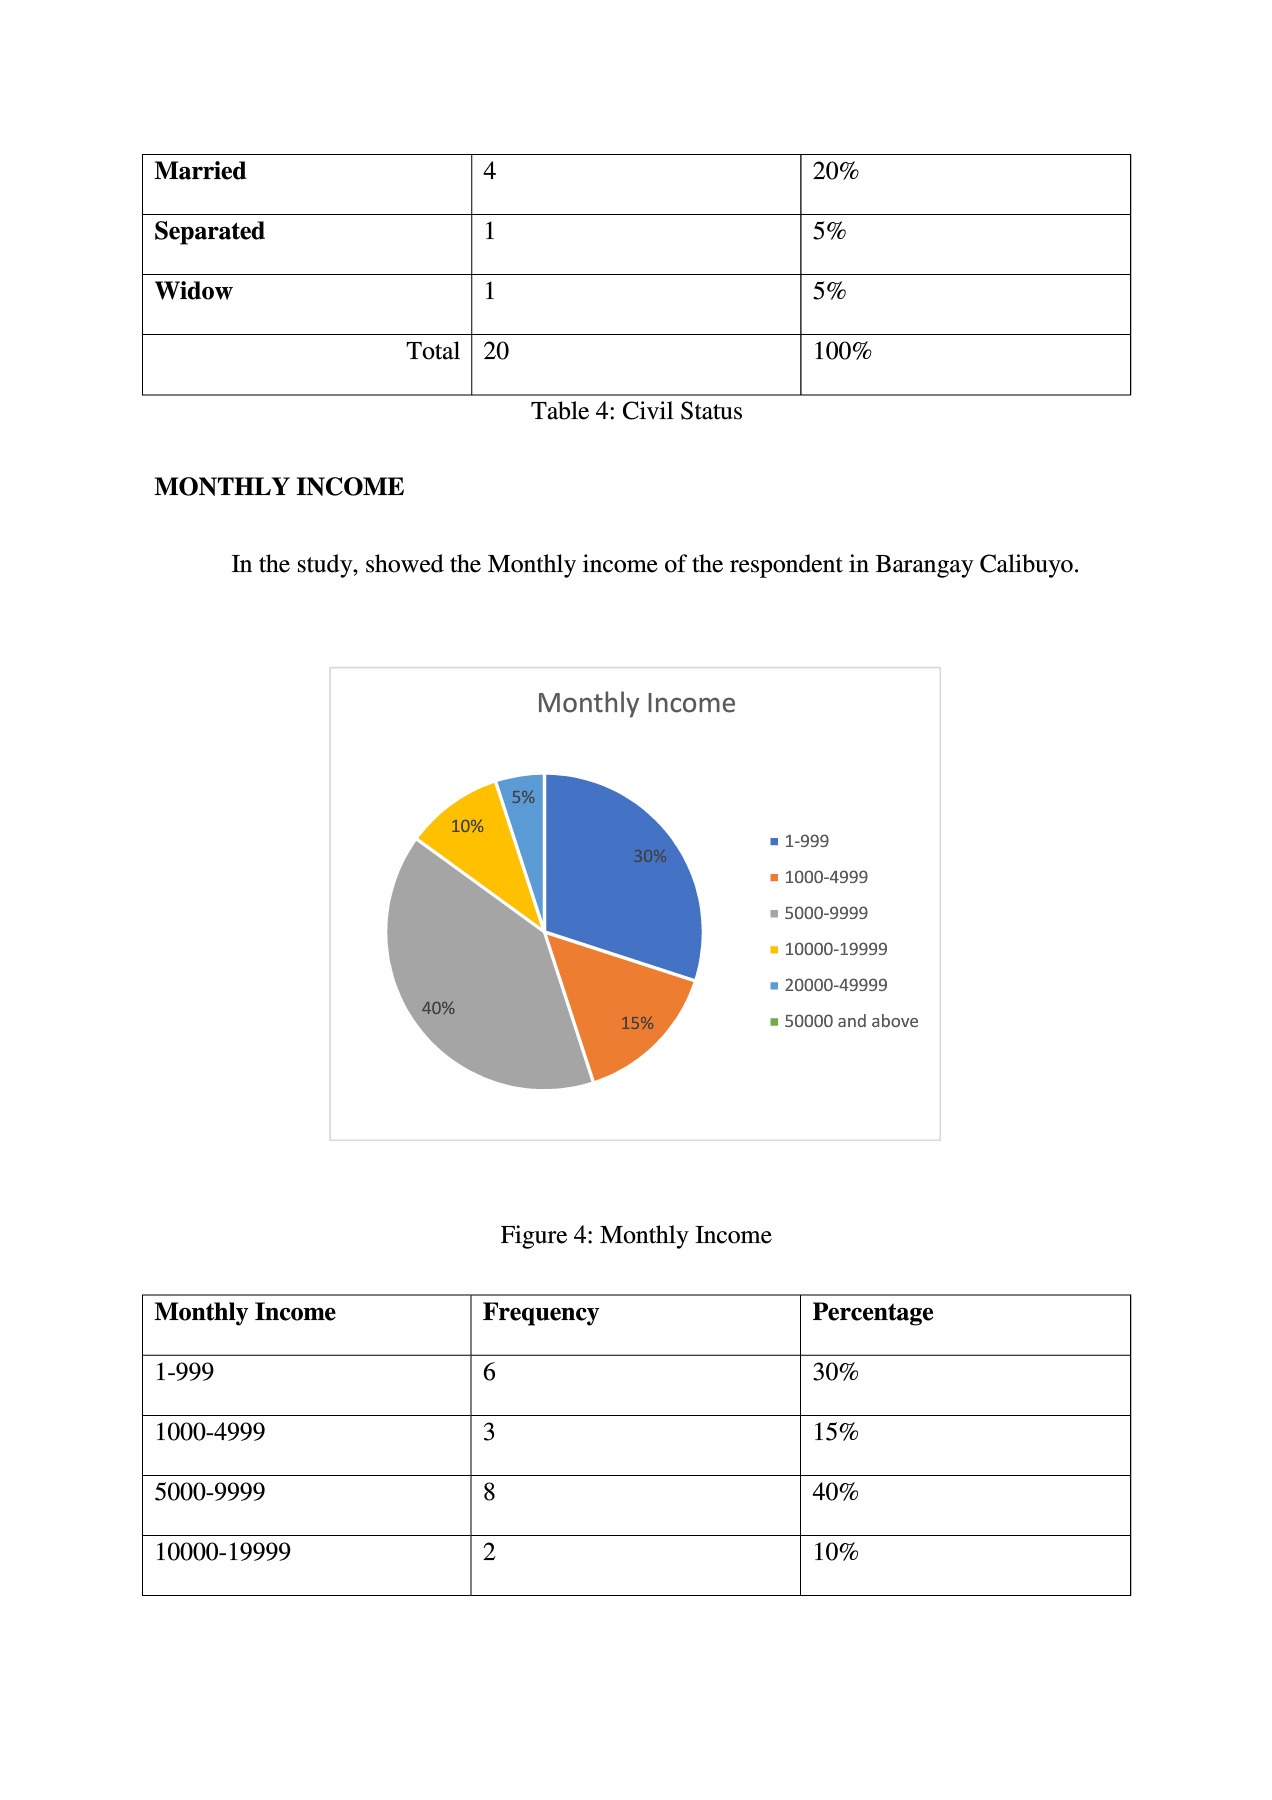 Married 4 20%
Separated 1 5%
Widow 1 5%
Total 20 100%
Table 4: Civil Status
MONTHLY INCOME
In the study, showed the Monthly income of the respondent in Barangay Calibuyo.
Monthly Income
5%
10%
30%
40%
15%
1-999
1000-4999
5000-9999
10000-19999
20000-49999
50000 and above
Figure 4: Monthly Income
Monthly Income Frequency Percentage
1-999 6 30%
1000-4999 3 15%
5000-9999 8 40%
10000-19999 2 10%